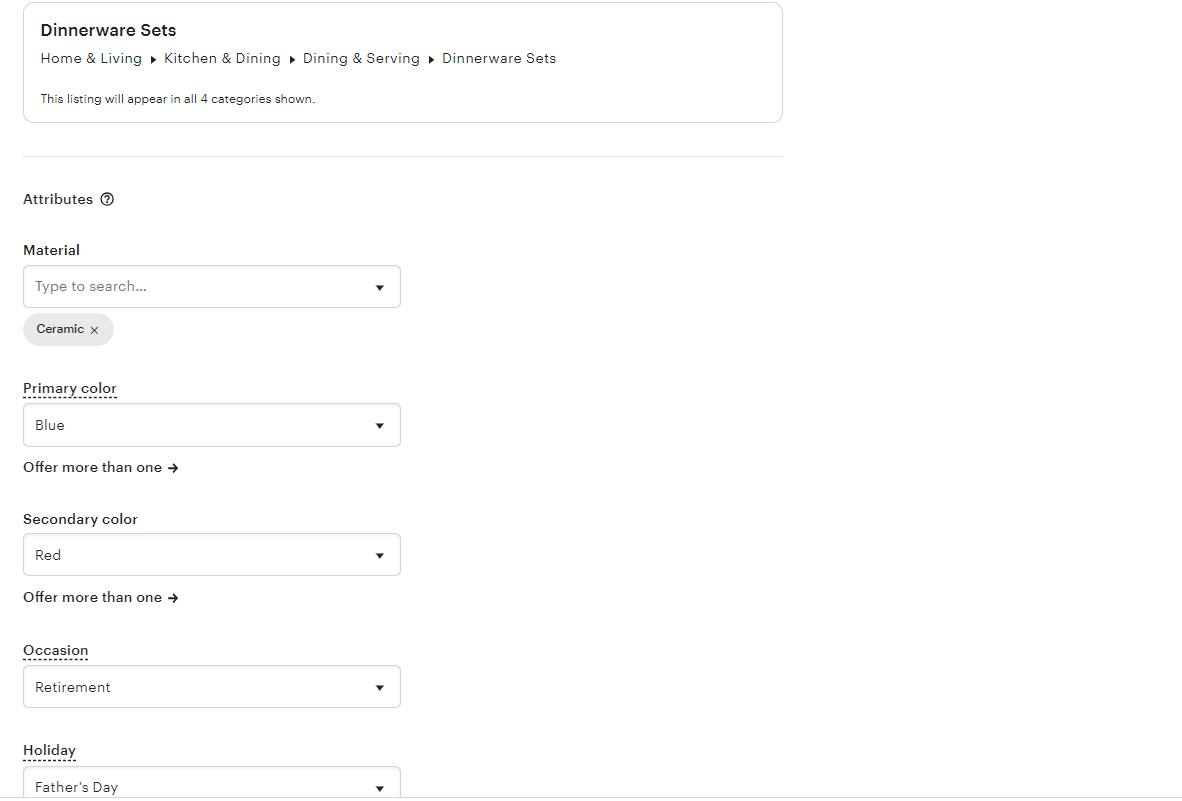 Dinnerware Sets
Home & Living ▸ Kitchen & Dining ▸ Dining & Serving ▸ Dinnerware Sets
This listing will appear in all 4 categories shown.
Attributes ?
Material
Type to search...
Ceramic ×
Primary color
Blue
Offer more than one →
Secondary color
Red
Offer more than one →
Occasion
Retirement
Holiday
Father's Day